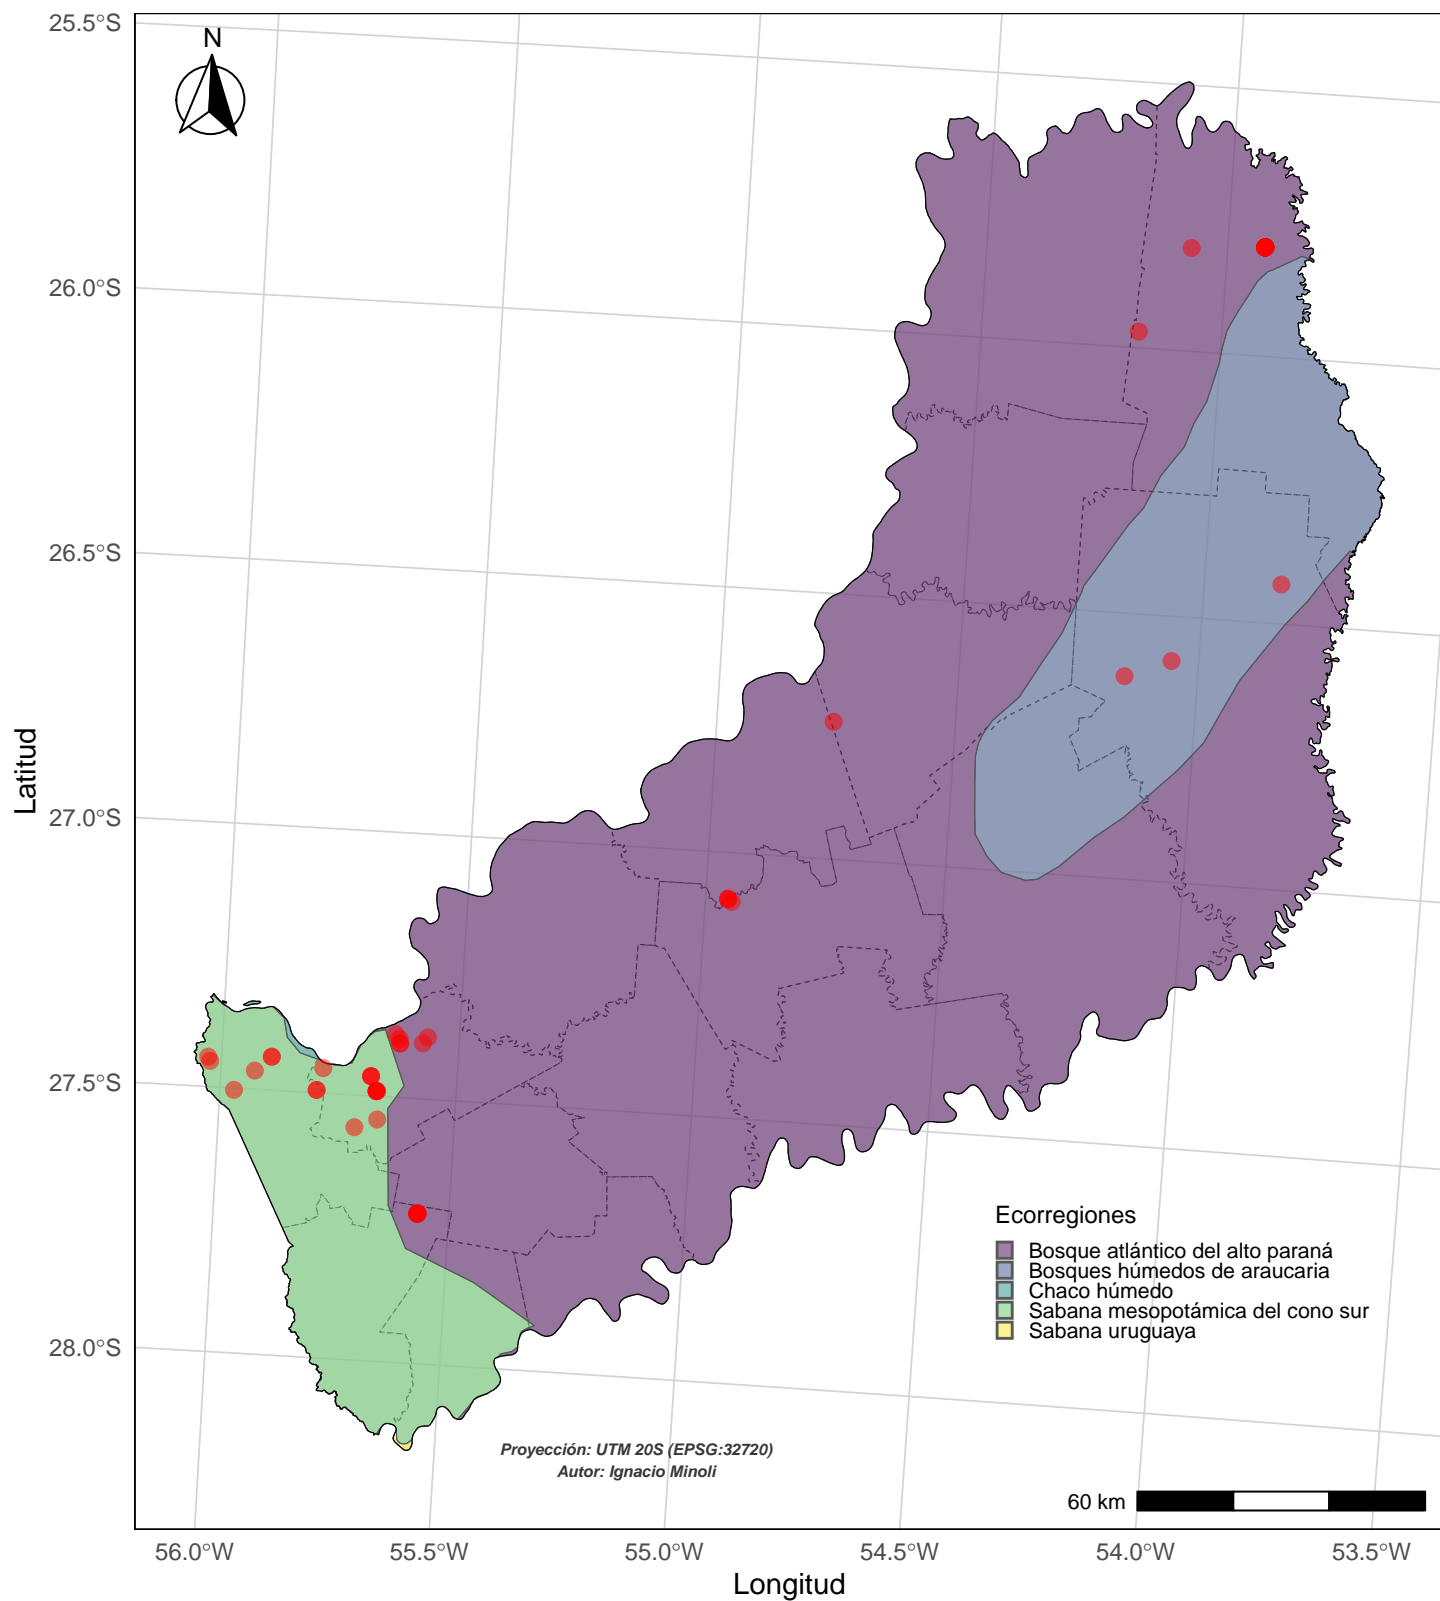 25.5°S
N
26.0°S
26.5°S
Latitud
27.0°S
27.5°S
28.0°S
Ecorregiones
Bosque atlántico del alto paraná
Bosques húmedos de araucaria
Chaco húmedo
Sabana mesopotámica del cono sur
Sabana uruguaya
Proyección: UTM 20S (EPSG:32720)
Autor: Ignacio Minoli
60 km
56.0°W 55.5°W 55.0°W 54.5°W 54.0°W 53.5°W
Longitud